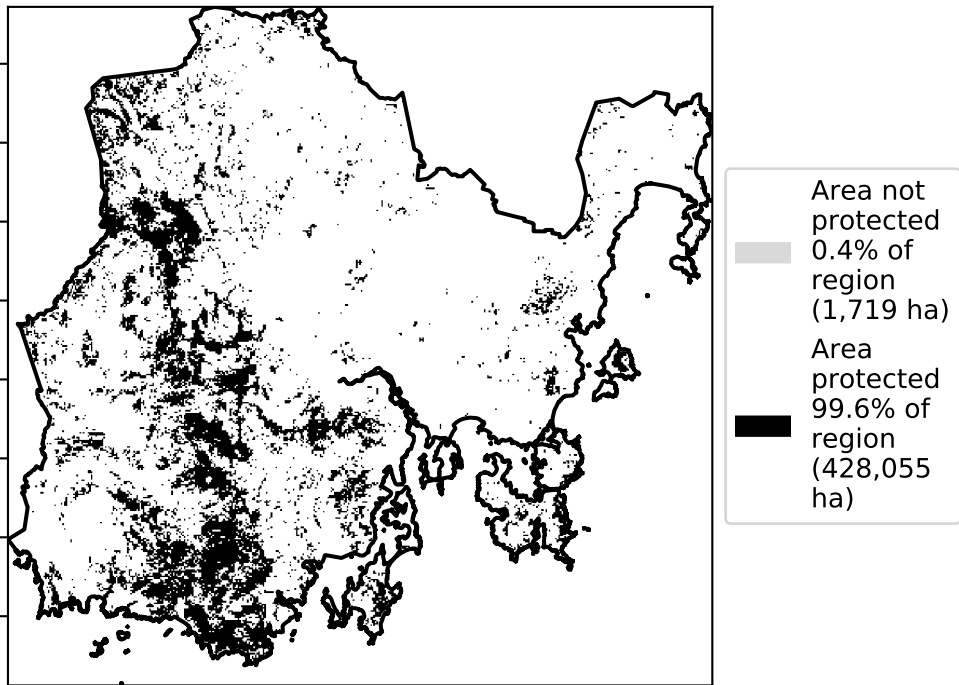 Area not
protected
0.4% of
region
(1,719 ha)
Area
protected
99.6% of
region
(428,055
ha)